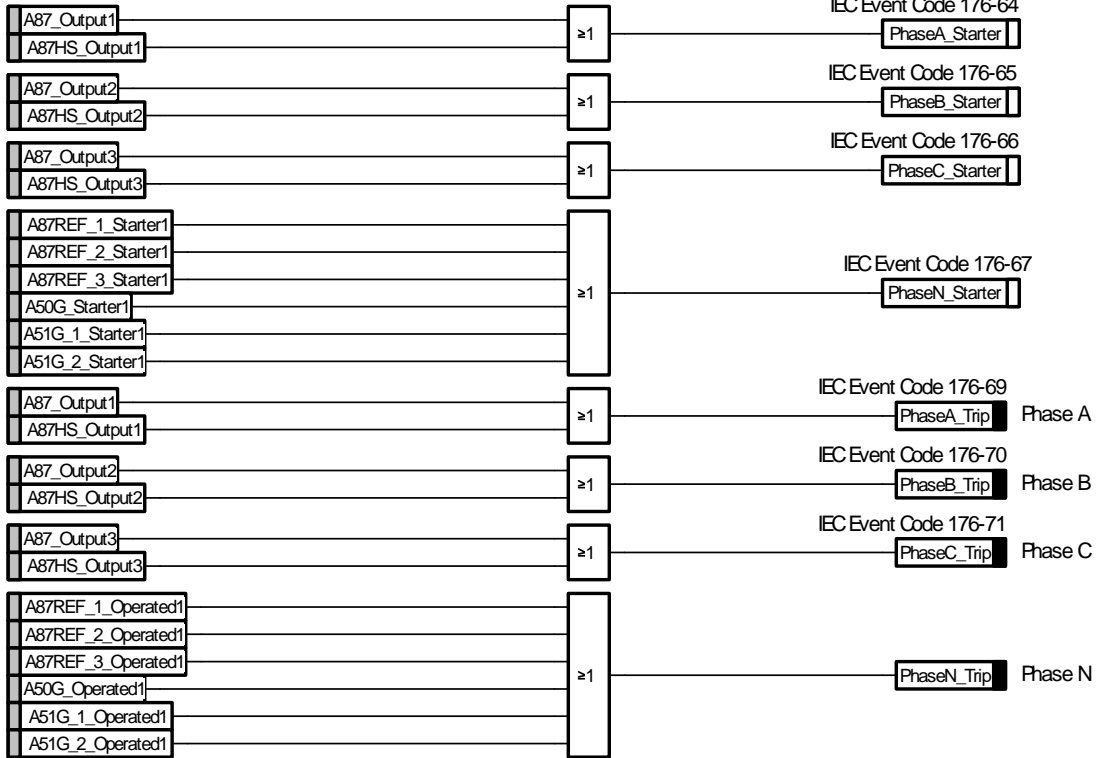 IEC Event Code 176-64
A87_Output1
A87HS_Output1
≥1
PhaseA_Starter
IEC Event Code 176-65
A87_Output2
A87HS_Output2
≥1
PhaseB_Starter
IEC Event Code 176-66
A87_Output3
A87HS_Output3
≥1
PhaseC_Starter
A87REF_1_Starter1
A87REF_2_Starter1
A87REF_3_Starter1
A50G_Starter1
A51G_1_Starter1
A51G_2_Starter1
≥1
IEC Event Code 176-67
PhaseN_Starter
IEC Event Code 176-69
A87_Output1
A87HS_Output1
≥1
PhaseA_Trip Phase A
IEC Event Code 176-70
A87_Output2
A87HS_Output2
≥1
PhaseB_Trip Phase B
IEC Event Code 176-71
A87_Output3
A87HS_Output3
≥1
PhaseC_Trip Phase C
A87REF_1_Operated1
A87REF_2_Operated1
A87REF_3_Operated1
A50G_Operated1
A51G_1_Operated1
A51G_2_Operated1
≥1
PhaseN_Trip Phase N